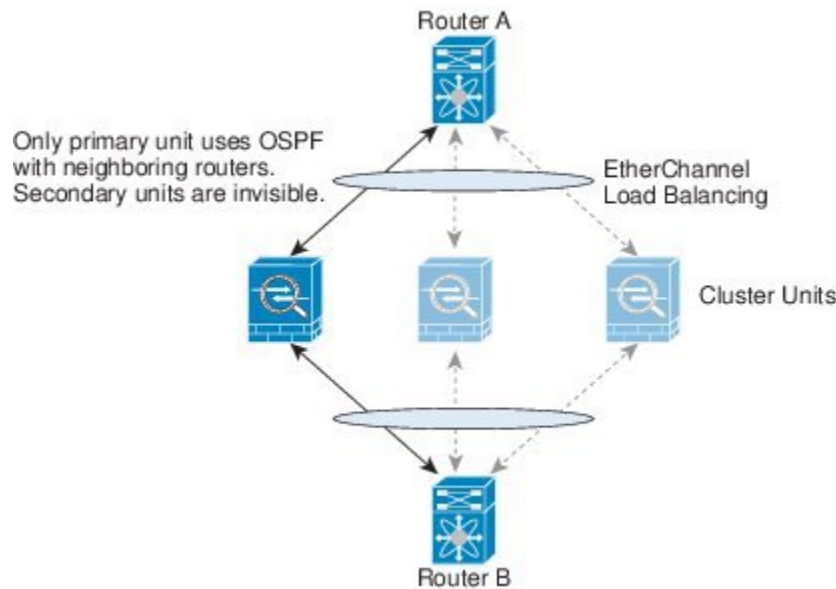 Router A
Only primary unit uses OSPF
with neighboring routers.
Secondary units are invisible.
EtherChannel
Load Balancing
Cluster Units
Router B